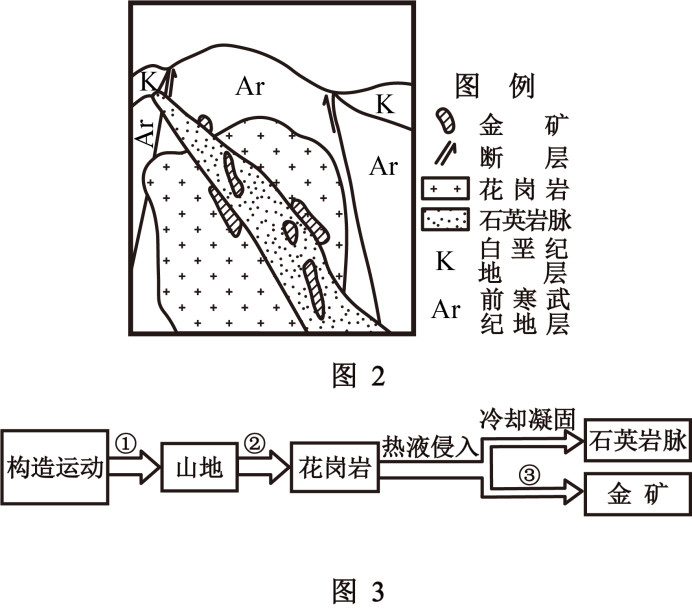 K
Ar
K
Ar
Ar
图 例
金 矿
断 层
花 岗 岩
石英岩脉
K 白 垩 纪
地 层
Ar 前 寒 武
纪 地 层
图 2
构造运动
①
山地
②
花岗岩
热液侵入
冷却凝固
石英岩脉
③
金 矿
图 3